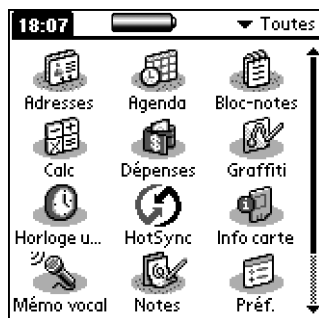 18:07 Toutes
Adresses Agenda Bloc-notes
Calc Dépenses Graffiti
Horloge u... HotSync Info carte
Mémo vocal Notes Préf.